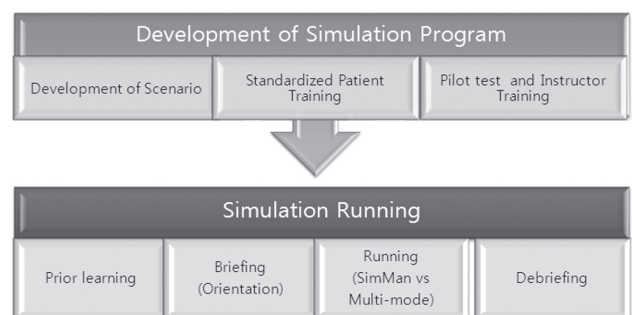 Development of Simulation Program
Development of Scenario
Standardized Patient
Training
Pilot test and Instructor
Training
Simulation Running
Prior learning
Briefing
(Orientation)
Running
(SimMan vs
Multi-mode)
Debriefing